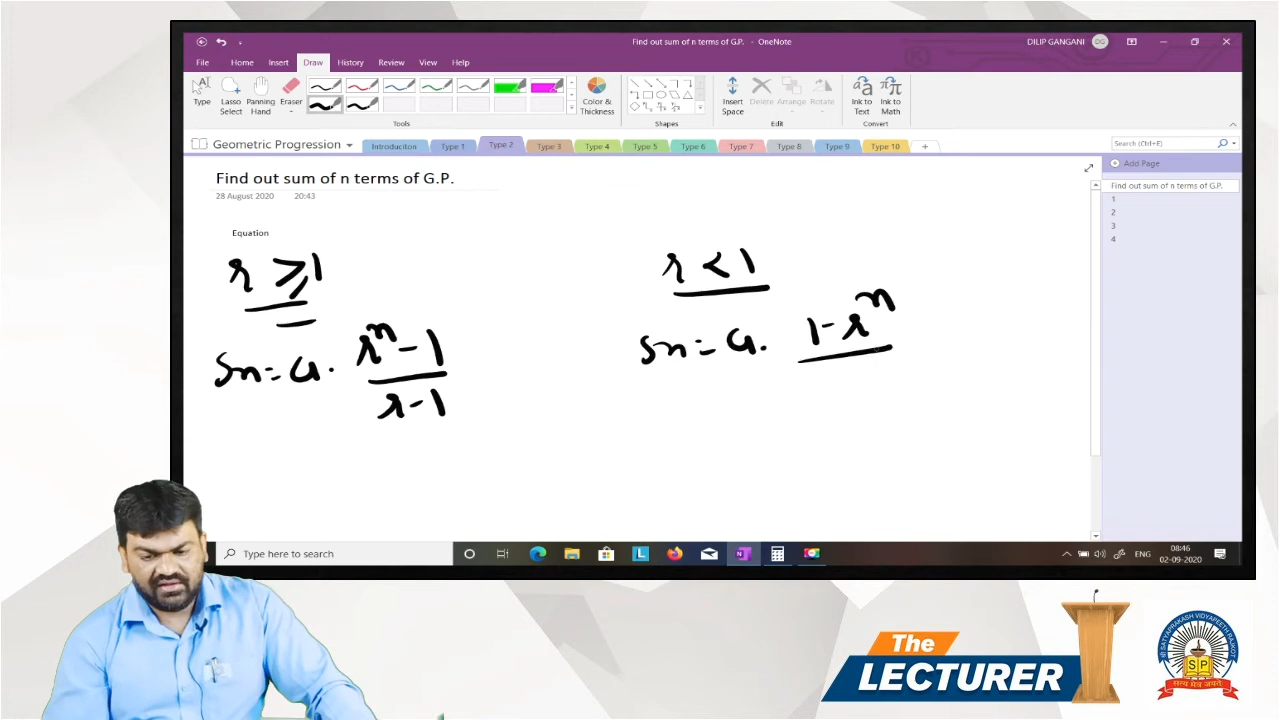 Find out sum of n terms of G.P. - OneNote
DILIP GANGANI DG
File Home Insert Draw History Review View Help
Type
Lasso Select
Panning Hand
Eraser
Color & Thickness
Insert Space
Delete
Arrange
Rotate
Ink to Text
Ink to Math
Tools
Shapes
Edit
Convert
Geometric Progression
Introduciton Type 1 Type 2 Type 3 Type 4 Type 5 Type 6 Type 7 Type 8 Type 9 Type 10 +
Search (Ctrl+E)
Add Page
Find out sum of n terms of G.P.
1
2
3
4
Find out sum of n terms of G.P.
28 August 2020 20:43
Equation
r ⩾ 1
Sn = a. r^n - 1 / r - 1
r < 1
Sn = a. 1 - r^n
Type here to search
ENG
08:46
02-09-2020
The
LECTURER
SP